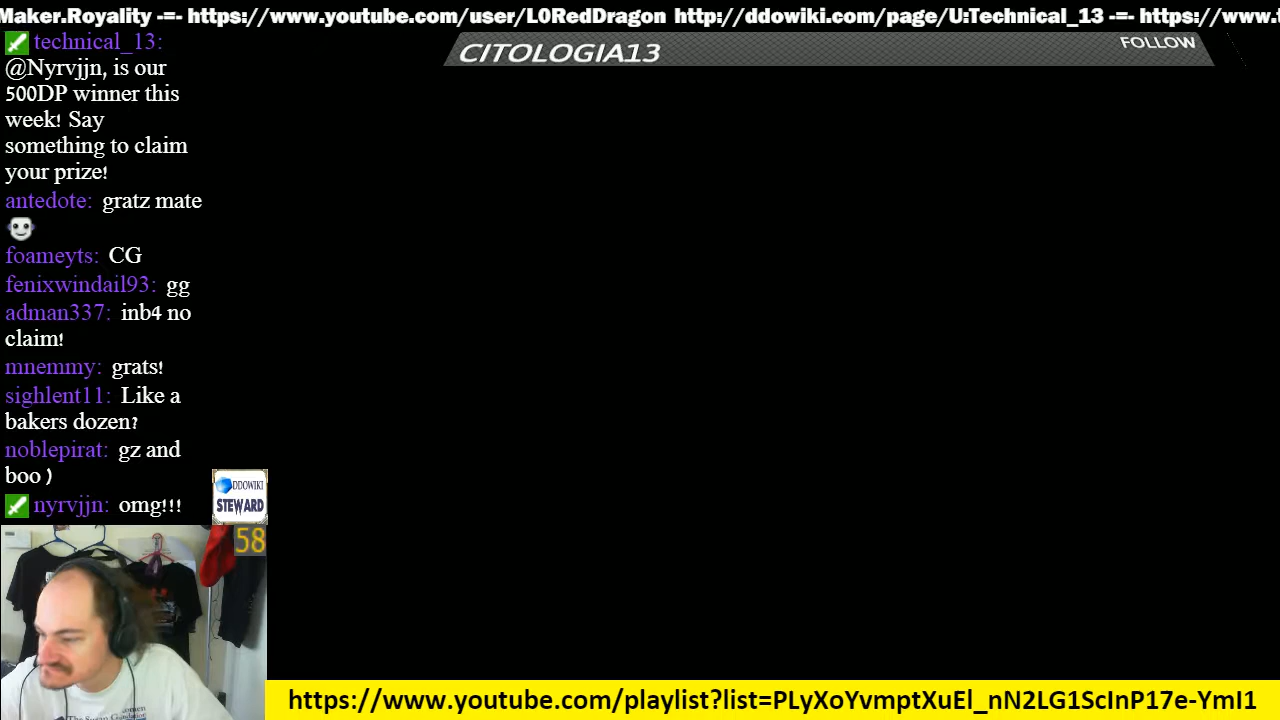 Maker.Royality -=- https://www.youtube.com/user/L0RedDragon http://ddowiki.com/page/U:Technical_13 -=- https://www.t
technical_13:
@Nyrvjjn, is our
500DP winner this
week! Say
something to claim
your prize!
antedote: gratz mate
foameyts: CG
fenixwindail93: gg
adman337: inb4 no
claim!
mnemmy: grats!
sighlent11: Like a
bakers dozen?
noblepirat: gz and
boo )
nyrvjjn: omg!!!
CITOLOGIA13
FOLLOW
DDOWIKI
STEWARD
58
https://www.youtube.com/playlist?list=PLyXoYvmptXuEl_nN2LG1ScInP17e-YmI1